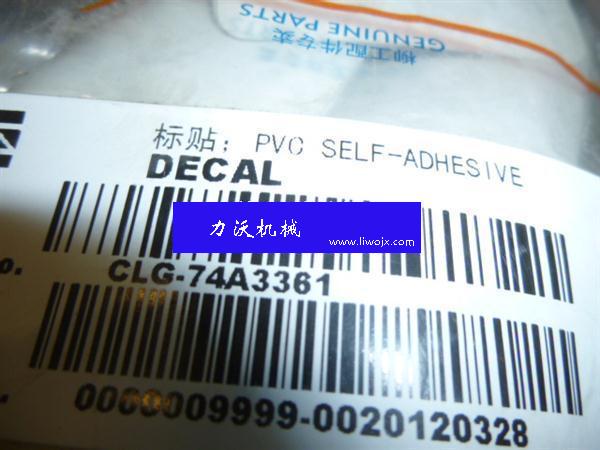 柳工配件专卖
GENUINE PARTS
标贴; PVC SELF-ADHESIVE
DECAL
力沃机械
www.liwojx.com
o.
CLG-74A3361
0000009999-0020120328